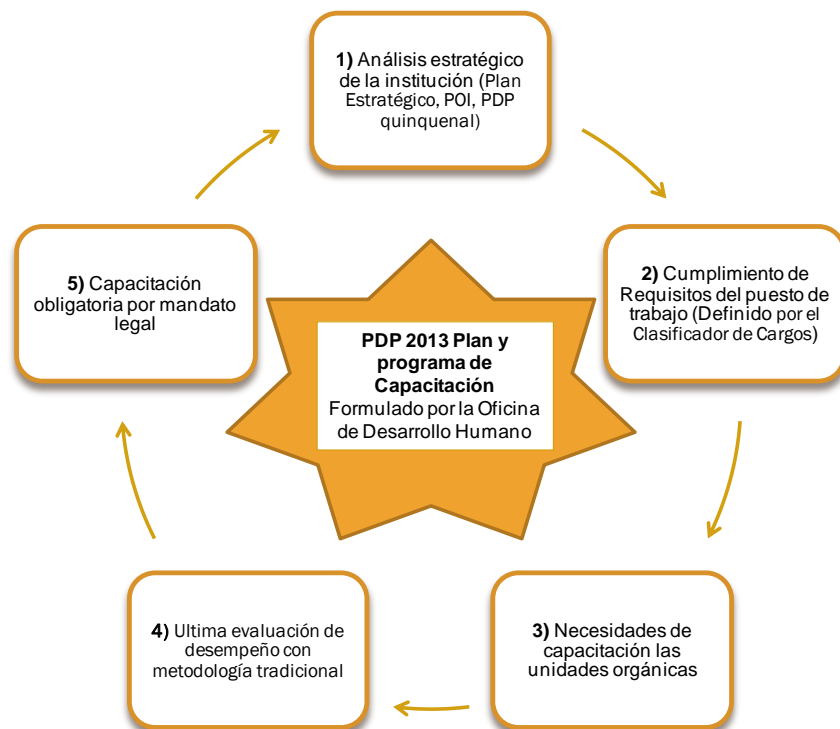 1) Análisis estratégico
de la institución (Plan
Estratégico, POI, PDP
quinquenal)
2) Cumplimiento de
Requisitos del puesto de
trabajo (Definido por el
Clasificador de Cargos)
3) Necesidades de
capacitación las
unidades orgánicas
4) Ultima evaluación de
desempeño con
metodología tradicional
5) Capacitación
obligatoria por mandato
legal
PDP 2013 Plan y
programa de
Capacitación
Formulado por la Oficina
de Desarrollo Humano